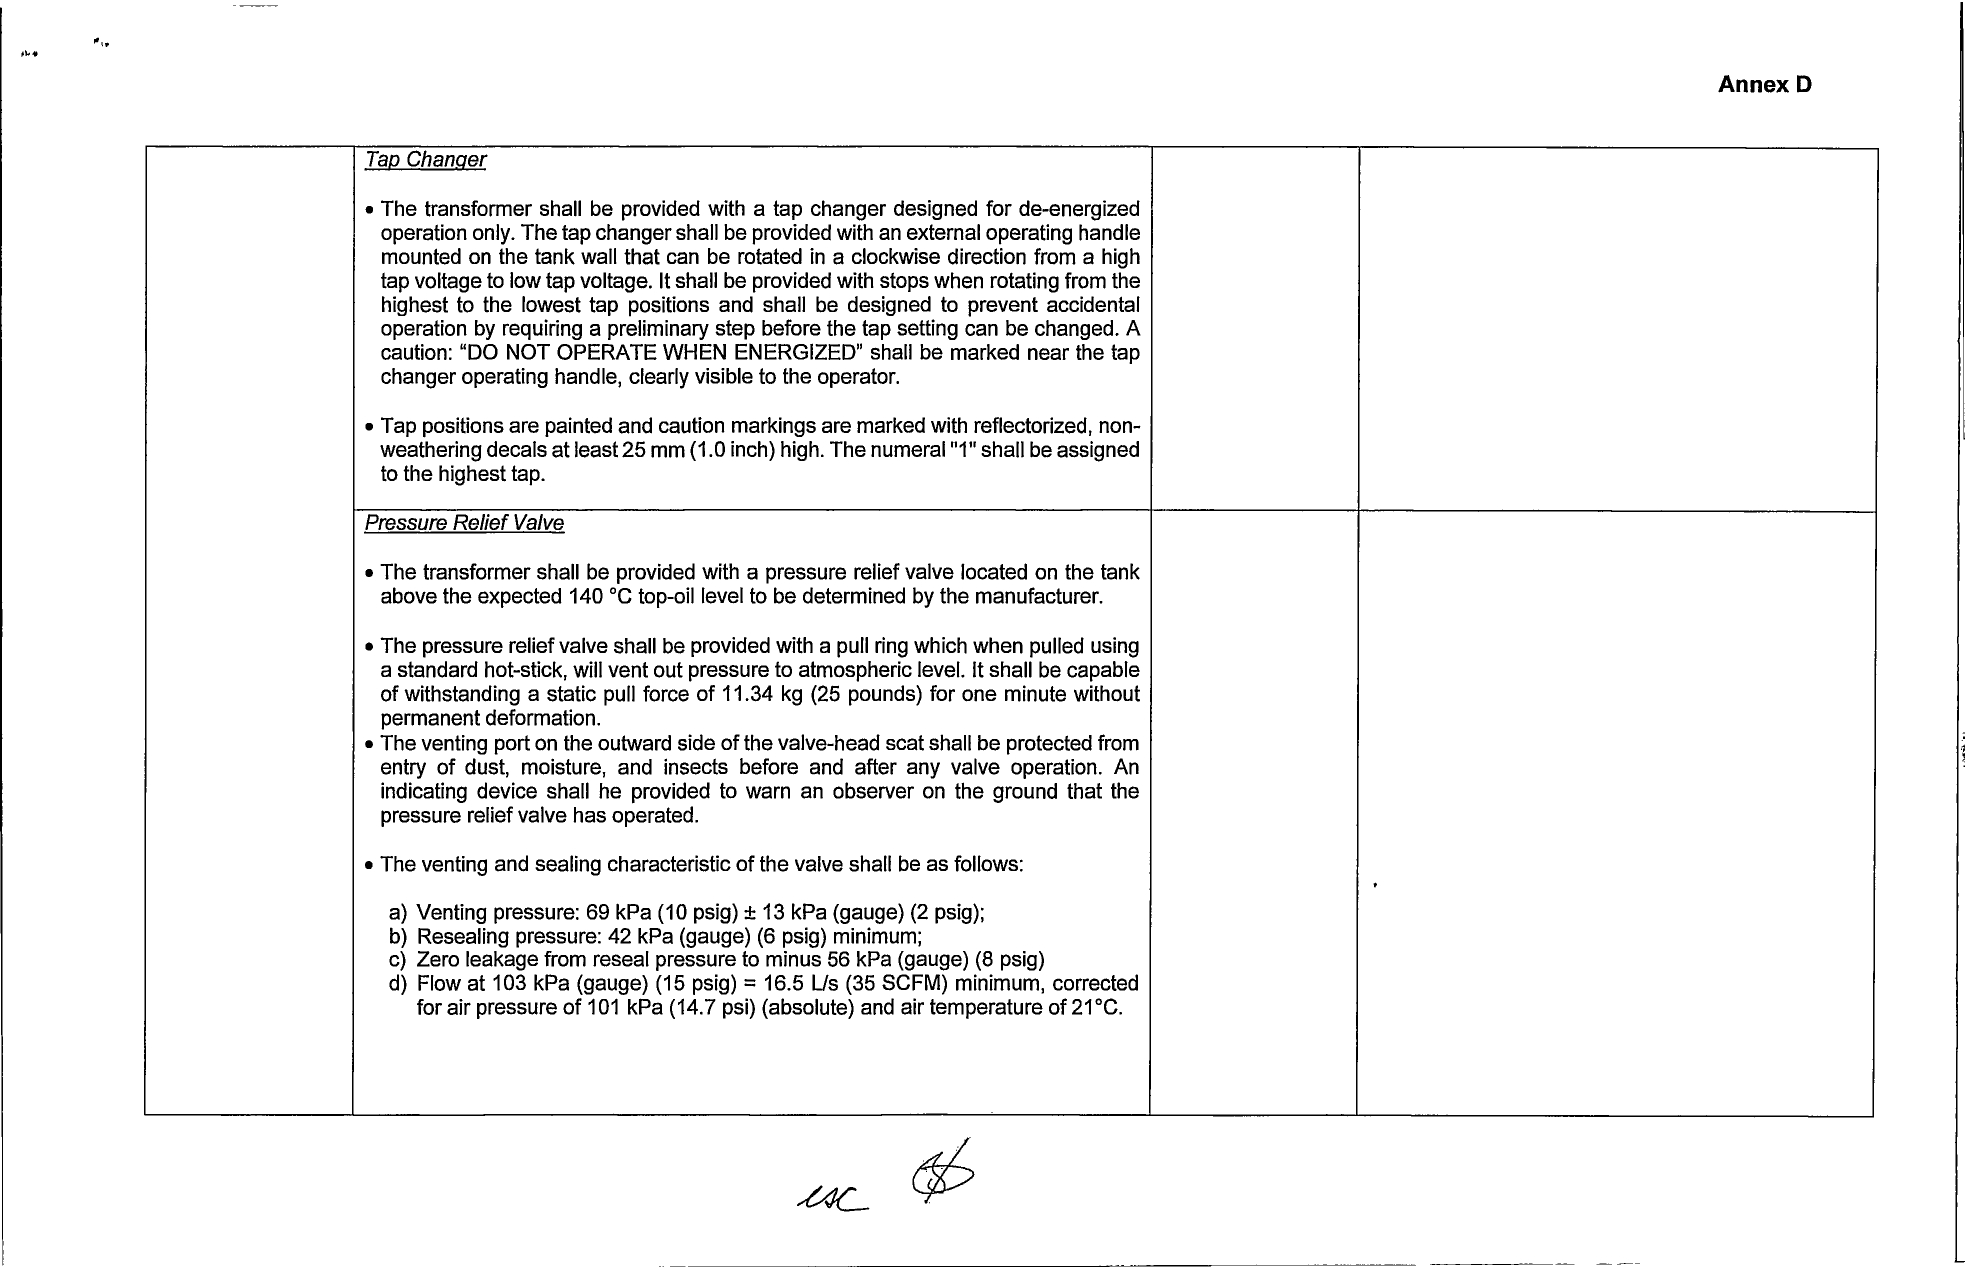 Annex D
Tap Changer
• The transformer shall be provided with a tap changer designed for de-energized
operation only. The tap changer shall be provided with an external operating handle
mounted on the tank wall that can be rotated in a clockwise direction from a high
tap voltage to low tap voltage. It shall be provided with stops when rotating from the
highest to the lowest tap positions and shall be designed to prevent accidental
operation by requiring a preliminary step before the tap setting can be changed. A
caution: “DO NOT OPERATE WHEN ENERGIZED” shall be marked near the tap
changer operating handle, clearly visible to the operator.
• Tap positions are painted and caution markings are marked with reflectorized, non-
weathering decals at least 25 mm (1.0 inch) high. The numeral "1" shall be assigned
to the highest tap.
Pressure Relief Valve
• The transformer shall be provided with a pressure relief valve located on the tank
above the expected 140 °C top-oil level to be determined by the manufacturer.
• The pressure relief valve shall be provided with a pull ring which when pulled using
a standard hot-stick, will vent out pressure to atmospheric level. It shall be capable
of withstanding a static pull force of 11.34 kg (25 pounds) for one minute without
permanent deformation.
• The venting port on the outward side of the valve-head scat shall be protected from
entry of dust, moisture, and insects before and after any valve operation. An
indicating device shall he provided to warn an observer on the ground that the
pressure relief valve has operated.
• The venting and sealing characteristic of the valve shall be as follows:
a) Venting pressure: 69 kPa (10 psig) ± 13 kPa (gauge) (2 psig);
b) Resealing pressure: 42 kPa (gauge) (6 psig) minimum;
c) Zero leakage from reseal pressure to minus 56 kPa (gauge) (8 psig)
d) Flow at 103 kPa (gauge) (15 psig) = 16.5 L/s (35 SCFM) minimum, corrected
for air pressure of 101 kPa (14.7 psi) (absolute) and air temperature of 21°C.